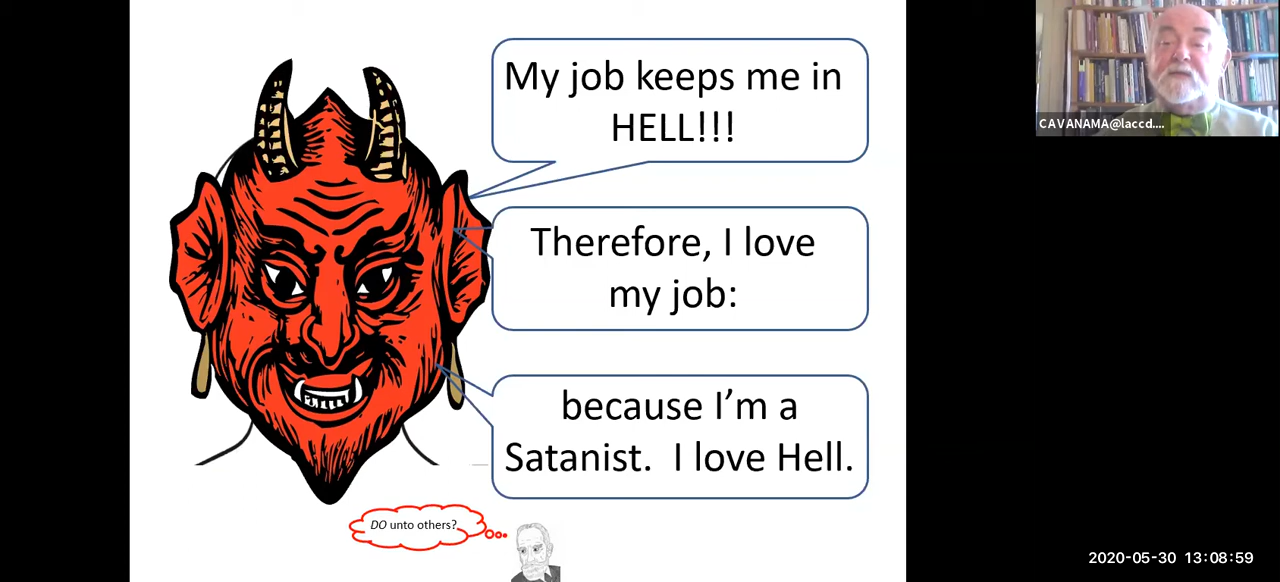 My job keeps me in
HELL!!!
CAVANAMA@laccd....
Therefore, I love
my job:
because I’m a
Satanist.  I love Hell.
DO unto others?
2020-05-30 13:08:59